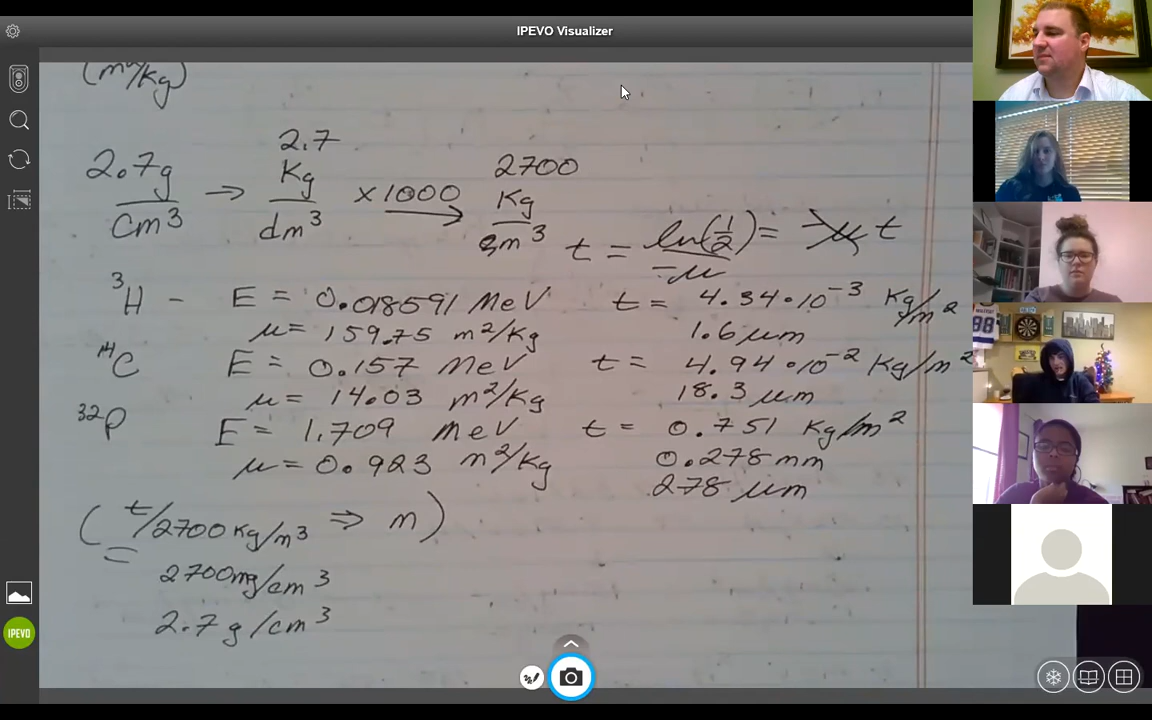 IPEVO Visualizer
(m²/Kg)
2.7g/cm³ → 2.7 Kg/dm³ ×1000 → 2700 Kg/m³
t = ln(1/2)/-μ = -μt
³H - E = 0.018591 MeV t = 4.34·10⁻³ Kg/m²
μ = 159.75 m²/Kg 1.6 μm
¹⁴C E = 0.157 MeV t = 4.94·10⁻² Kg/m²
μ = 14.03 m²/Kg 18.3 μm
³²P E = 1.709 MeV t = 0.751 Kg/m²
μ = 0.923 m²/Kg 0.278 mm
278 μm
(t/2700 Kg/m³ ⇒ m)
2700mg/cm³
2.7 g/cm³
IPEVO
88